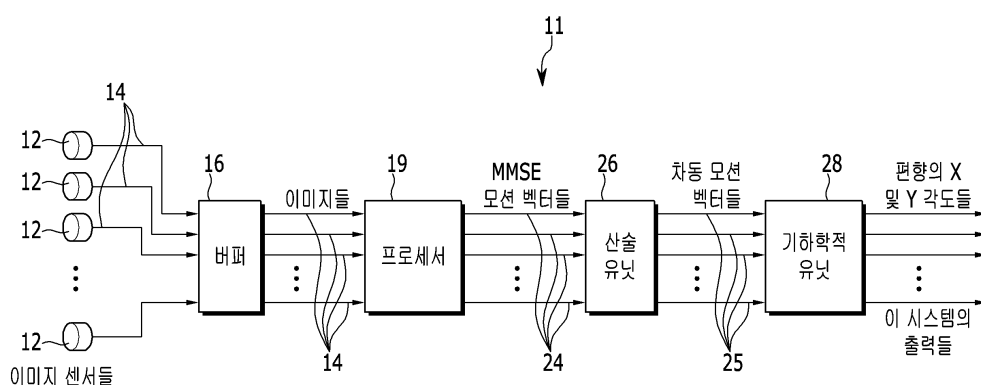 11
14
12
12
12
12
이미지 센서들
16
버퍼
이미지들
14
19
프로세서
MMSE
모션 벡터들
24
26
산술
유닛
차동 모션
벡터들
25
28
기하학적
유닛
편향의 X
및 Y 각도들
이 시스템의
출력들